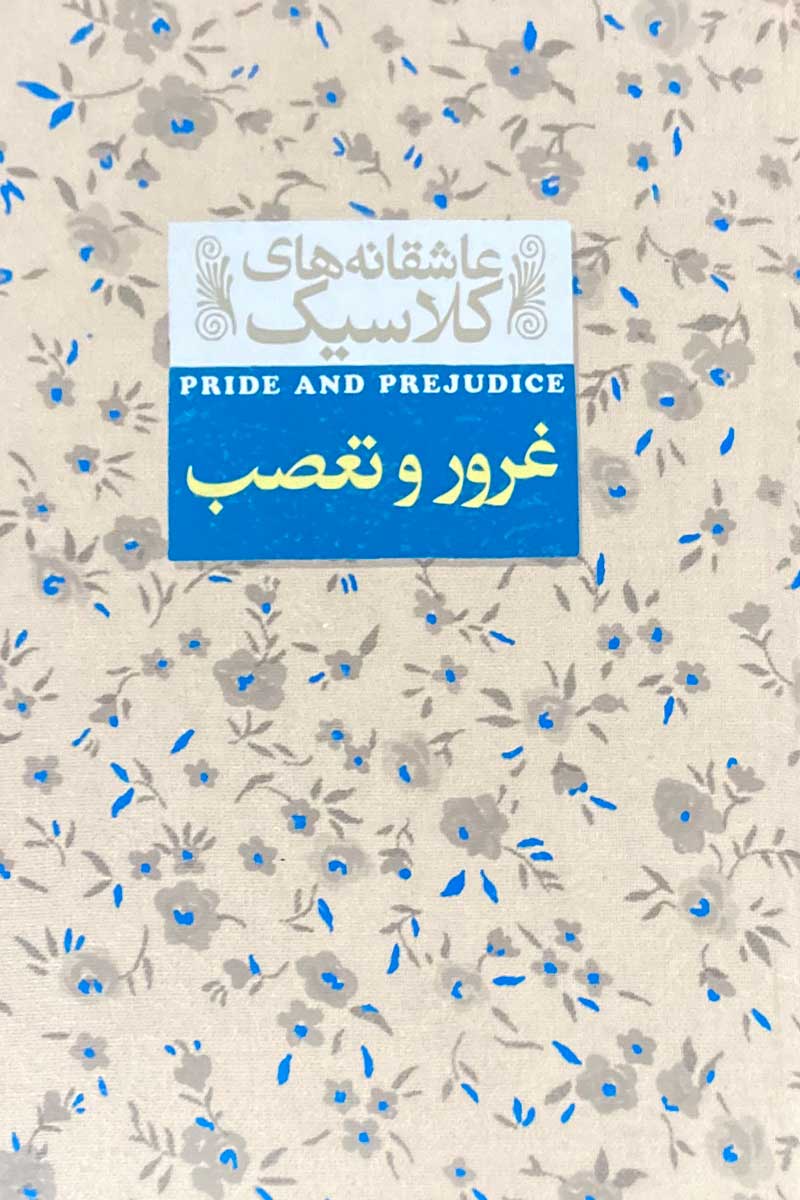 عاشقانه‌های
کلاسیک
PRIDE AND PREJUDICE
غرور و تعصب